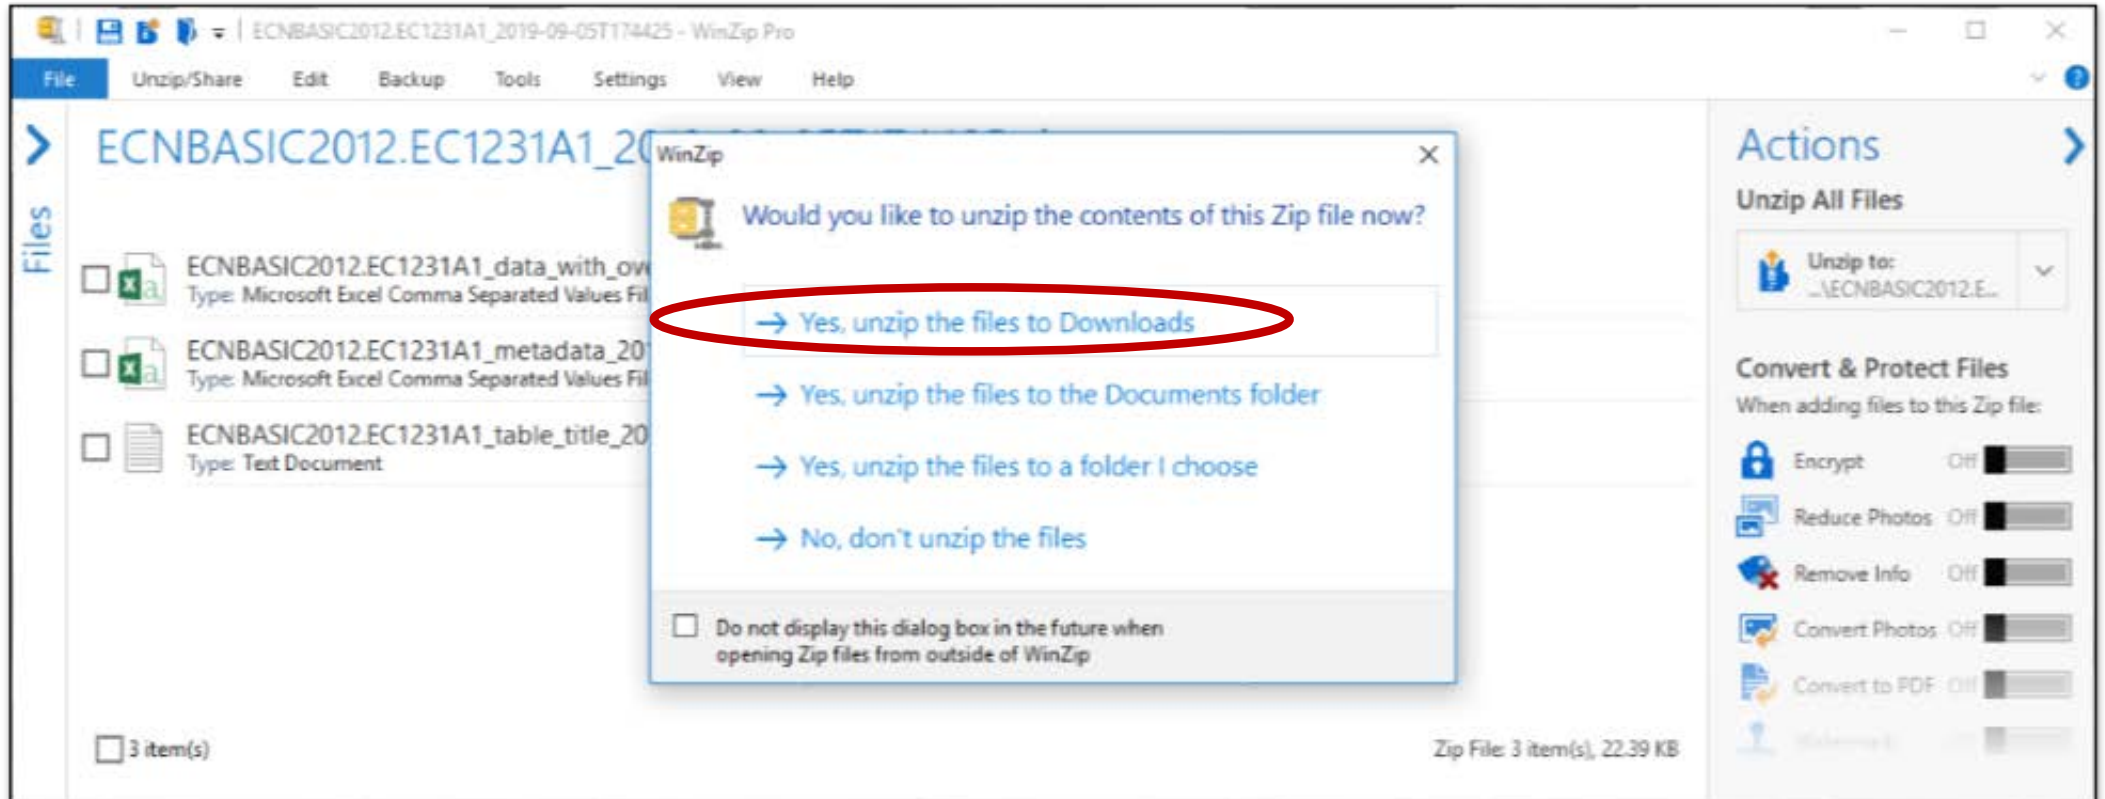 ECNBASIC2012.EC1231A1_2019-09-05T174425 - WinZip Pro
File Unzip/Share Edit Backup Tools Settings View Help
Files
ECNBASIC2012.EC1231A1_20
ECNBASIC2012.EC1231A1_data_with_ove
Type: Microsoft Excel Comma Separated Values Fil
ECNBASIC2012.EC1231A1_metadata_201
Type: Microsoft Excel Comma Separated Values Fil
ECNBASIC2012.EC1231A1_table_title_20
Type: Text Document
3 item(s)
Zip File: 3 item(s), 22.39 KB
WinZip
Would you like to unzip the contents of this Zip file now?
Yes, unzip the files to Downloads
Yes, unzip the files to the Documents folder
Yes, unzip the files to a folder I choose
No, don't unzip the files
Do not display this dialog box in the future when
opening Zip files from outside of WinZip
Actions
Unzip All Files
Unzip to:
...\ECNBASIC2012.E...
Convert & Protect Files
When adding files to this Zip file:
Encrypt Off
Reduce Photos Off
Remove Info Off
Convert Photos Off
Convert to PDF Off